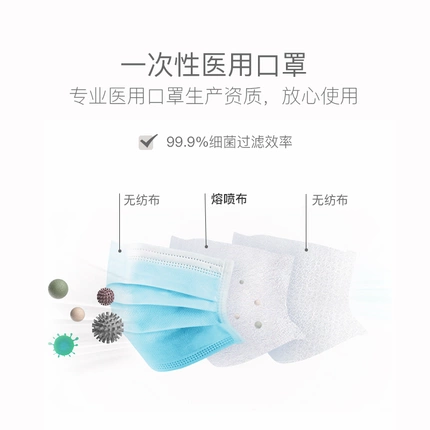 一次性医用口罩
专业医用口罩生产资质，放心使用
99.9%细菌过滤效率
无纺布
熔喷布
无纺布